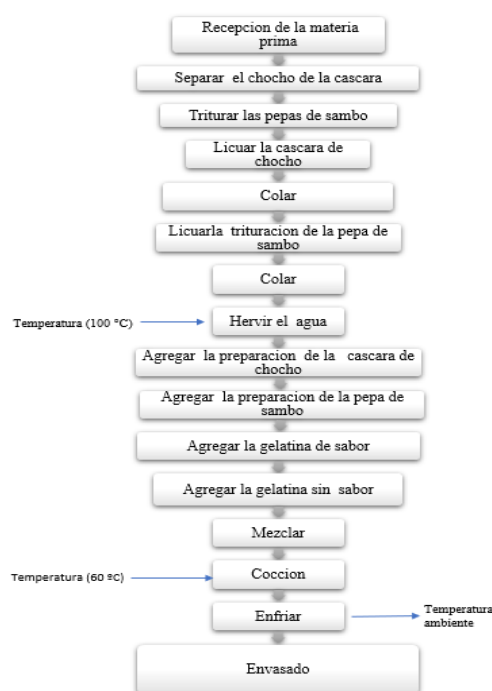 Recepcion de la materia
prima
Separar el chocho de la cascara
Triturar las pepas de sambo
Licuar la cascara de
chocho
Colar
Licuarla trituracion de la pepa de
sambo
Colar
Temperatura (100 °C)
Hervir el agua
Agregar la preparacion de la cascara de
chocho
Agregar la preparacion de la pepa de
sambo
Agregar la gelatina de sabor
Agregar la gelatina sin sabor
Mezclar
Temperatura (60 ºC)
Coccion
Enfriar
Temperatura
ambiente
Envasado